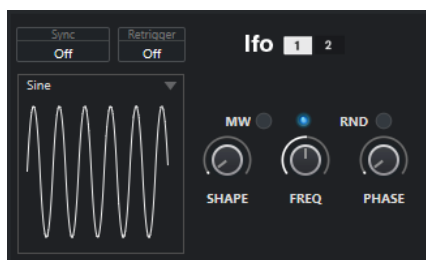 Sync
Retrigger
Off
Off
Lfo
1
2
Sine
MW
RND
SHAPE
FREQ
PHASE